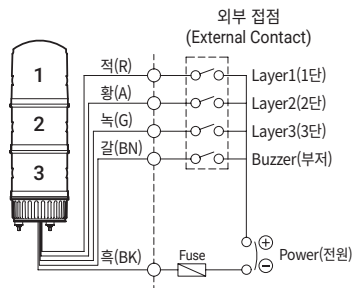 외부 접점
(External Contact)
적(R)
Layer1(1단)
황(A)
Layer2(2단)
녹(G)
Layer3(3단)
갈(BN)
Buzzer(부저)
1
2
3
⊕
Power(전원)
⊖
흑(BK)
Fuse